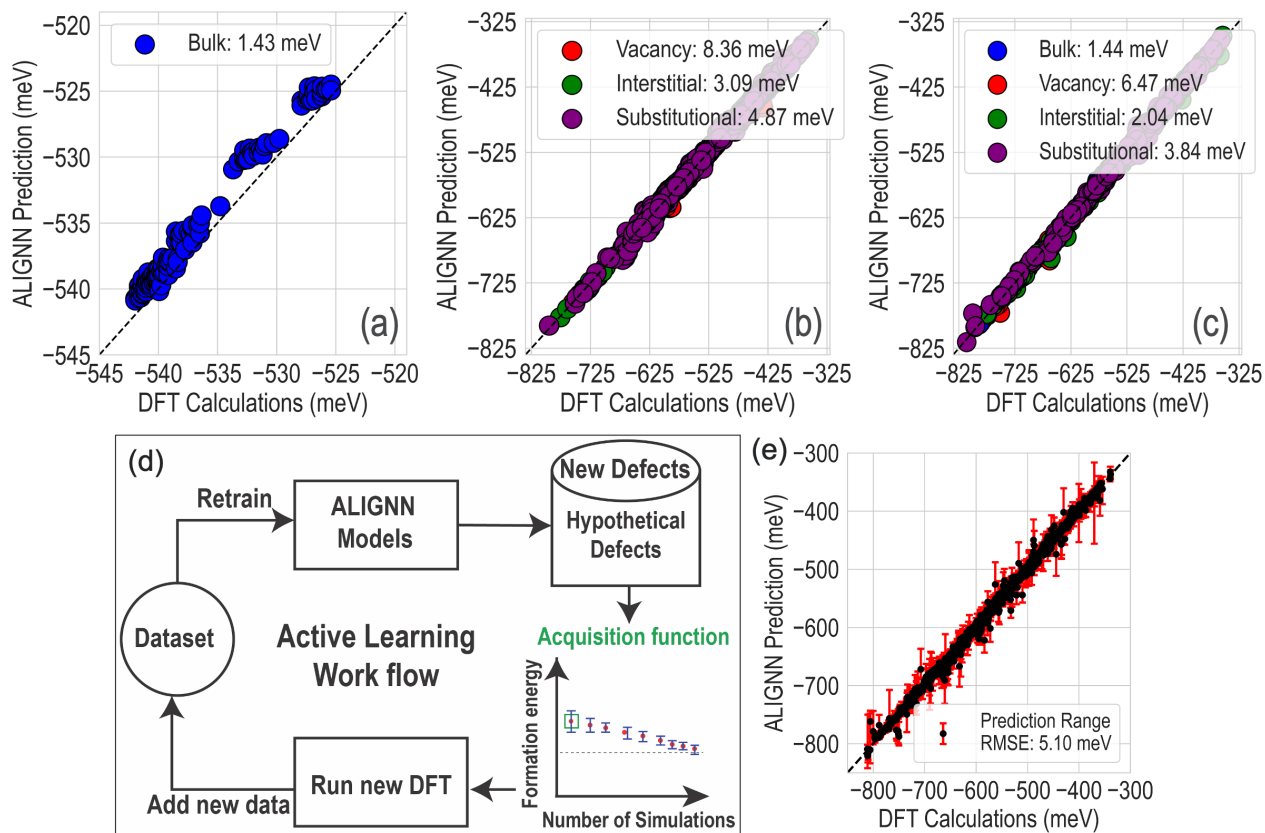 −519
−525
−530
−535
−540
−545
ALIGNN Prediction (meV)
Bulk: 1.43 meV
(a)
−545 −540 −535 −530 −525 −520
DFT Calculations (meV)
−325
−425
−525
−625
−725
−825
ALIGNN Prediction (meV)
Vacancy: 8.36 meV
Interstitial: 3.09 meV
Substitutional: 4.87 meV
(b)
−825 −725 −625 −525 −425 −325
DFT Calculations (meV)
−325
−425
−525
−625
−725
−825
ALIGNN Prediction (meV)
Bulk: 1.44 meV
Vacancy: 6.47 meV
Interstitial: 2.04 meV
Substitutional: 3.84 meV
(c)
−825 −725 −625 −525 −425 −325
DFT Calculations (meV)
(d)
Retrain
ALIGNN
Models
New Defects
Hypothetical
Defects
Dataset
Active Learning
Work flow
Acquisition function
Formation energy
Number of Simulations
Run new DFT
Add new data
(e)
−300
−400
−500
−600
−700
−800
ALIGNN Prediction (meV)
Prediction Range
RMSE: 5.10 meV
−800 −700 −600 −500 −400 −300
DFT Calculations (meV)